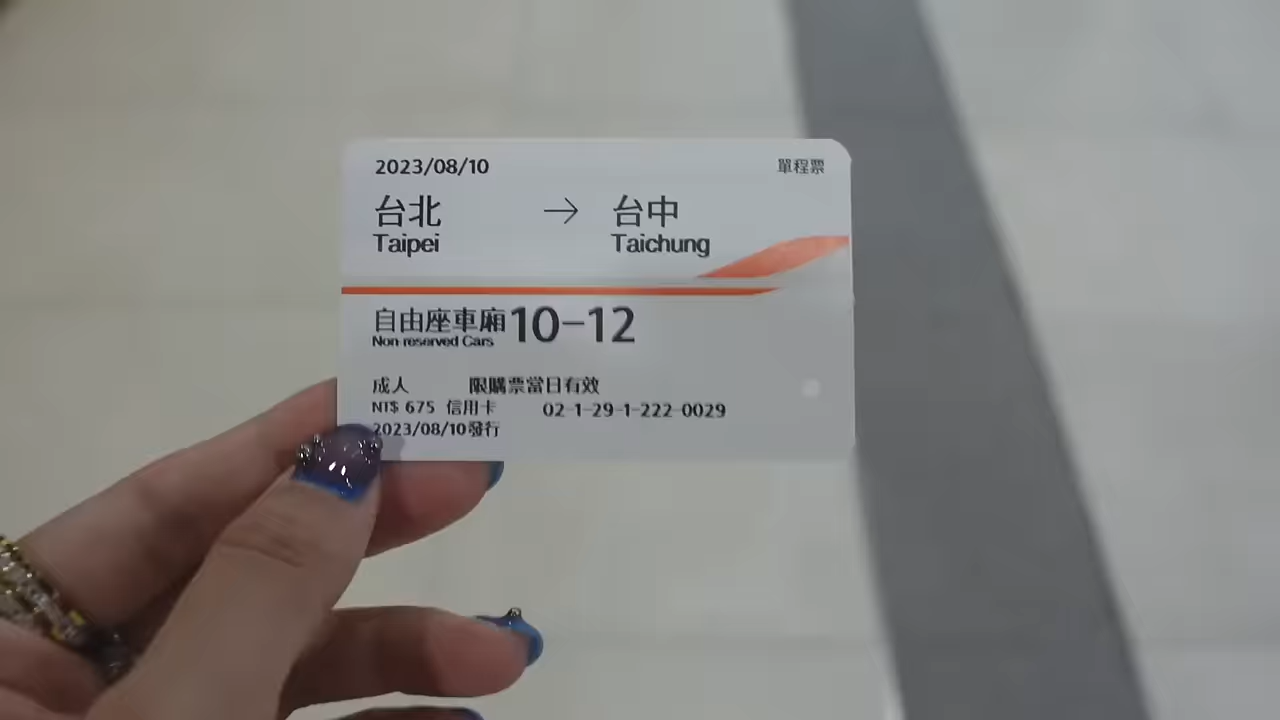 2023/08/10 單程票
台北 → 台中
Taipei Taichung
自由座車廂 10-12
Non-reserved Cars
成人 限購票當日有效
NT$ 675 信用卡 02-1-29-1-222-0029
2023/08/10發行